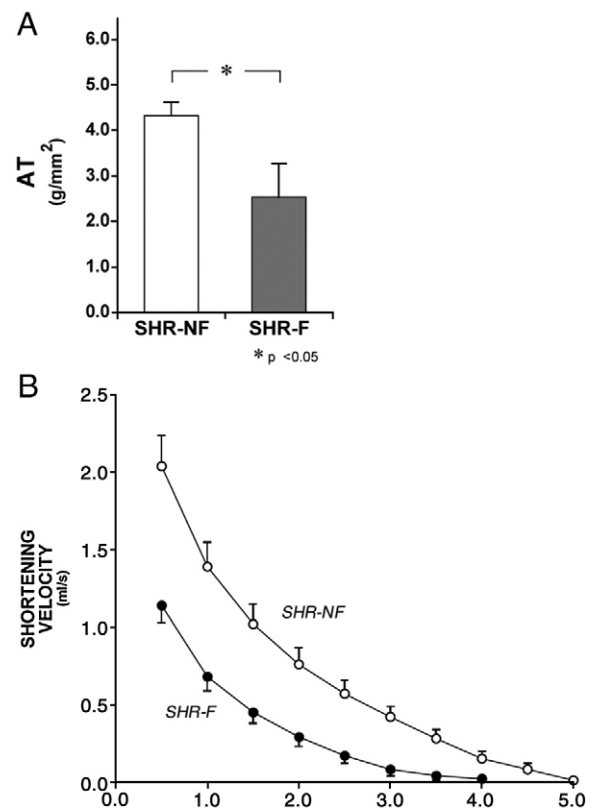 A
6.0
5.0
4.0
3.0
2.0
1.0
0.0
AT
(g/mm²)
*
SHR-NF SHR-F
* p <0.05
B
2.5
2.0
1.5
1.0
0.5
0.0
SHORTENING
VELOCITY
(ml/s)
SHR-NF
SHR-F
0.0 1.0 2.0 3.0 4.0 5.0